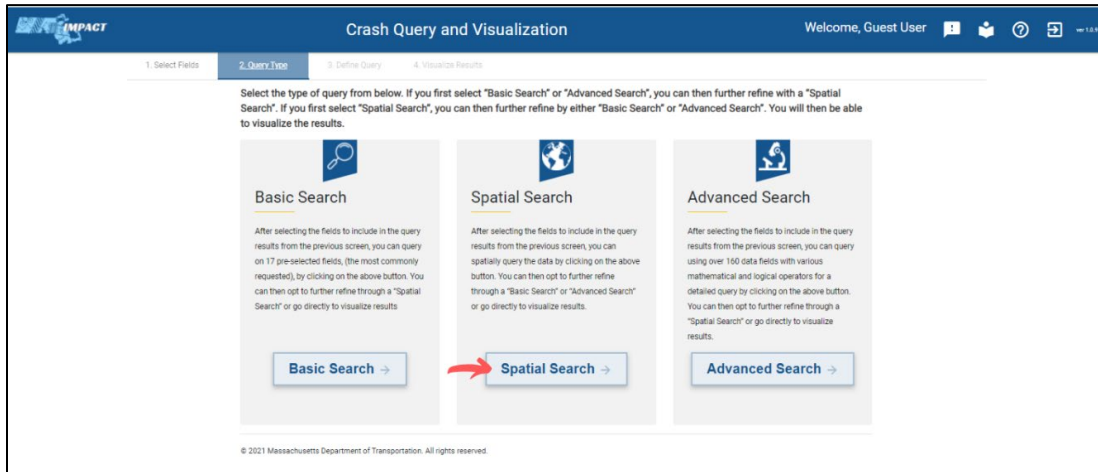 IMPACT
Crash Query and Visualization
Welcome, Guest User
ver 1.0.9
1. Select Fields
2. Query Type
3. Define Query
4. Visualize Results
Select the type of query from below. If you first select "Basic Search" or "Advanced Search", you can then further refine with a "Spatial
Search". If you first select "Spatial Search", you can then further refine by either "Basic Search" or "Advanced Search". You will then be able
to visualize the results.
Basic Search
After selecting the fields to include in the query
results from the previous screen, you can query
on 17 pre-selected fields, (the most commonly
requested), by clicking on the above button. You
can then opt to further refine through a "Spatial
Search" or go directly to visualize results
Basic Search →
Spatial Search
After selecting the fields to include in the query
results from the previous screen, you can
spatially query the data by clicking on the above
button. You can then opt to further refine
through a "Basic Search" or "Advanced Search"
or go directly to visualize results.
Spatial Search →
Advanced Search
After selecting the fields to include in the query
results from the previous screen, you can query
using over 160 data fields with various
mathematical and logical operators for a
detailed query by clicking on the above button.
You can then opt to further refine through a
"Spatial Search" or go directly to visualize
results.
Advanced Search →
© 2021 Massachusetts Department of Transportation. All rights reserved.